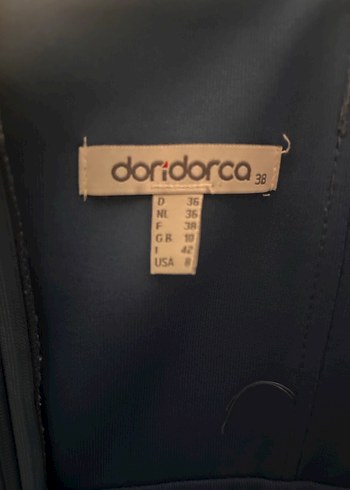 doridorca 38
D 36
NL 36
F 38
G.B. 10
I 42
USA 8